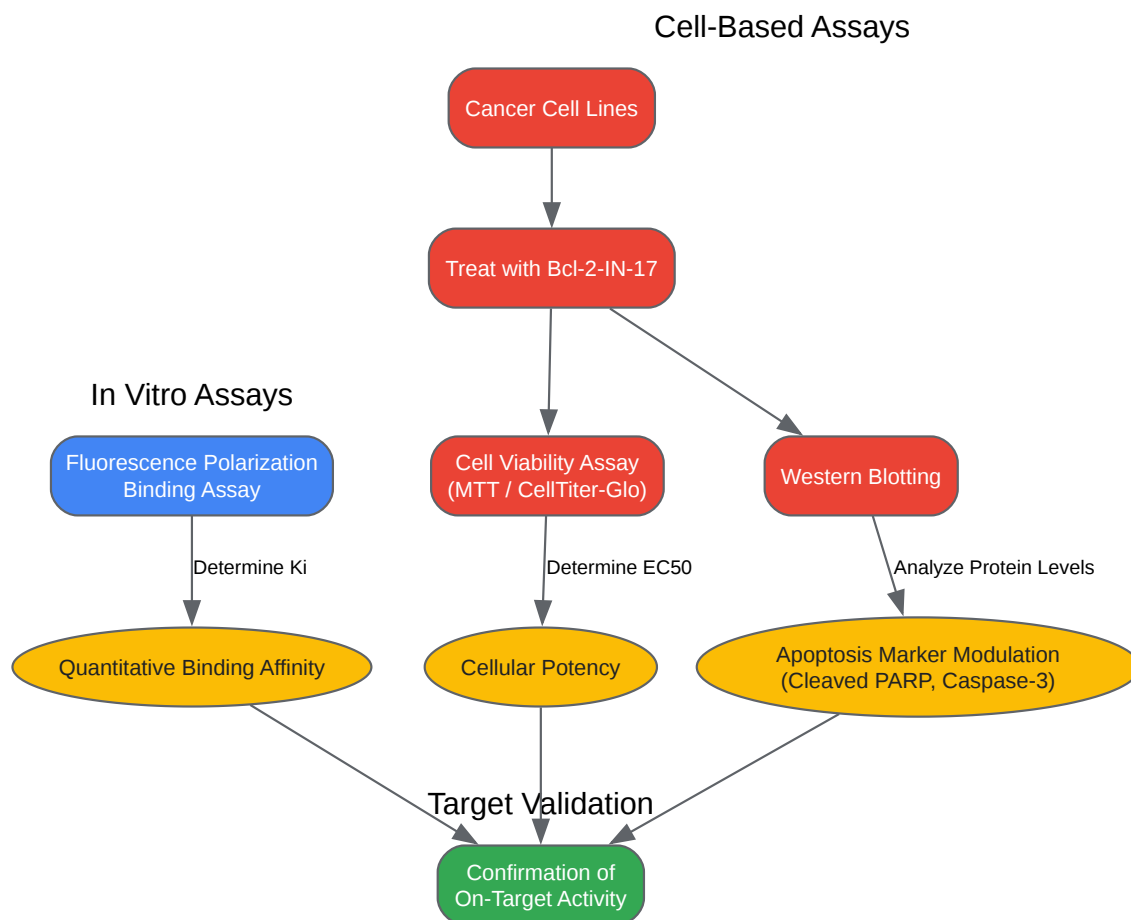 Cell-Based Assays
Cancer Cell Lines
Treat with Bcl-2-IN-17
In Vitro Assays
Fluorescence Polarization
Binding Assay
Cell Viability Assay
(MTT / CellTiter-Glo)
Western Blotting
Determine Ki
Determine EC50
Analyze Protein Levels
Quantitative Binding Affinity
Cellular Potency
Apoptosis Marker Modulation
(Cleaved PARP, Caspase-3)
Target Validation
Confirmation of
On-Target Activity